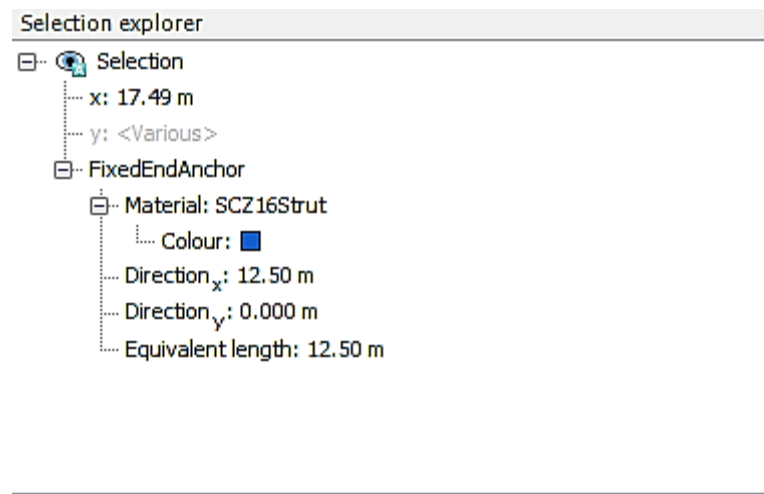 Selection explorer
Selection
x: 17.49 m
y: <Various>
FixedEndAnchor
Material: SCZ16Strut
Colour:
Directionx: 12.50 m
Directiony: 0.000 m
Equivalent length: 12.50 m